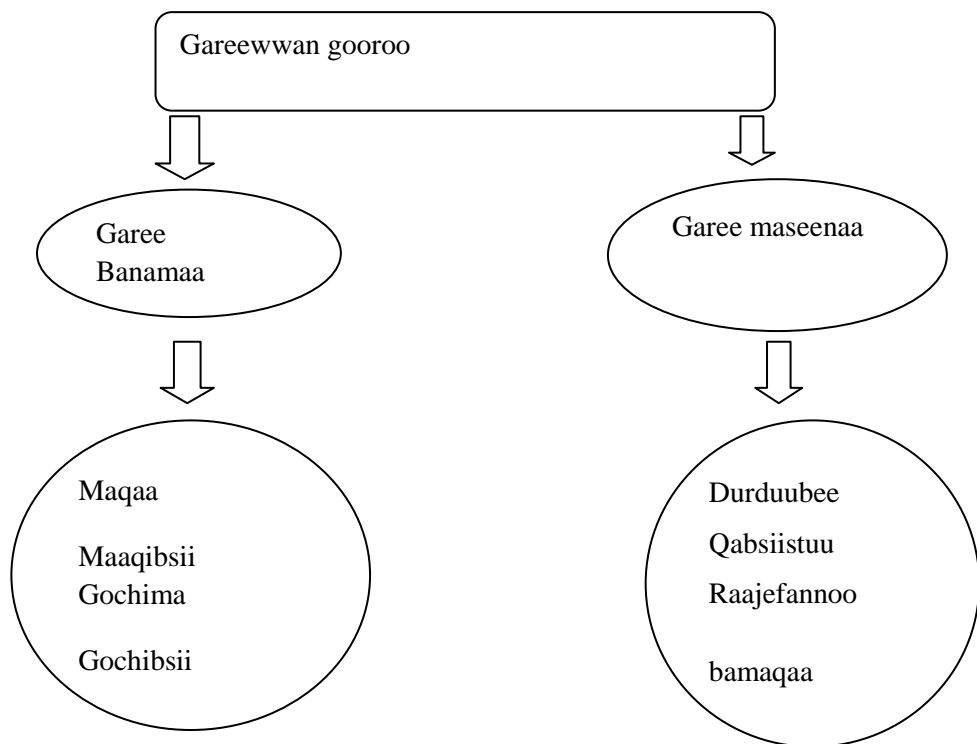 Gareewwan gooroo
Garee
Banamaa
Garee maseenaa
Maqaa
Maaqibsii
Gochima
Gochibsii
Durduubee
Qabsiistuu
Raajefannoo
bamaqaa